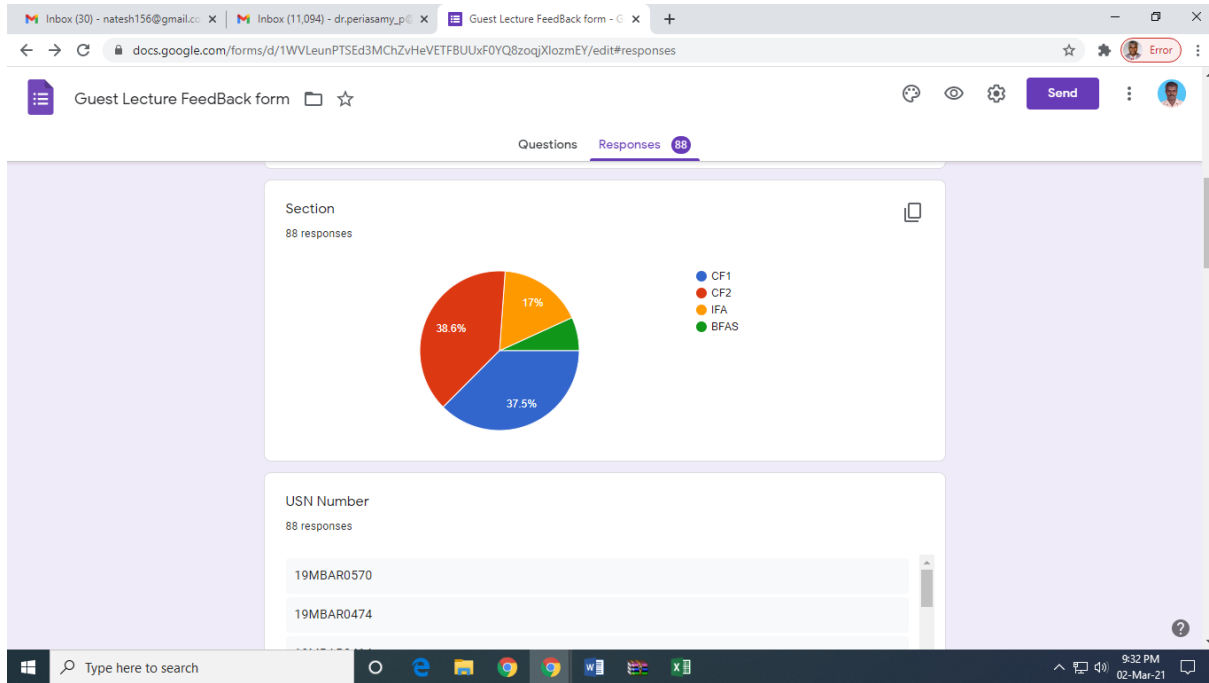 Inbox (30) - natesh156@gmail.co
Inbox (11,094) - dr.periasamy_p@
Guest Lecture FeedBack form - G
docs.google.com/forms/d/1WVLeunPTSEd3MChZvHeVETFBUUxF0YQ8zoqjXlozmEY/edit#responses
Error
Guest Lecture FeedBack form
Send
Questions Responses 88
Section
88 responses
CF1
CF2
IFA
BFAS
17%
38.6%
37.5%
USN Number
88 responses
19MBAR0570
19MBAR0474
Type here to search
9:32 PM
02-Mar-21